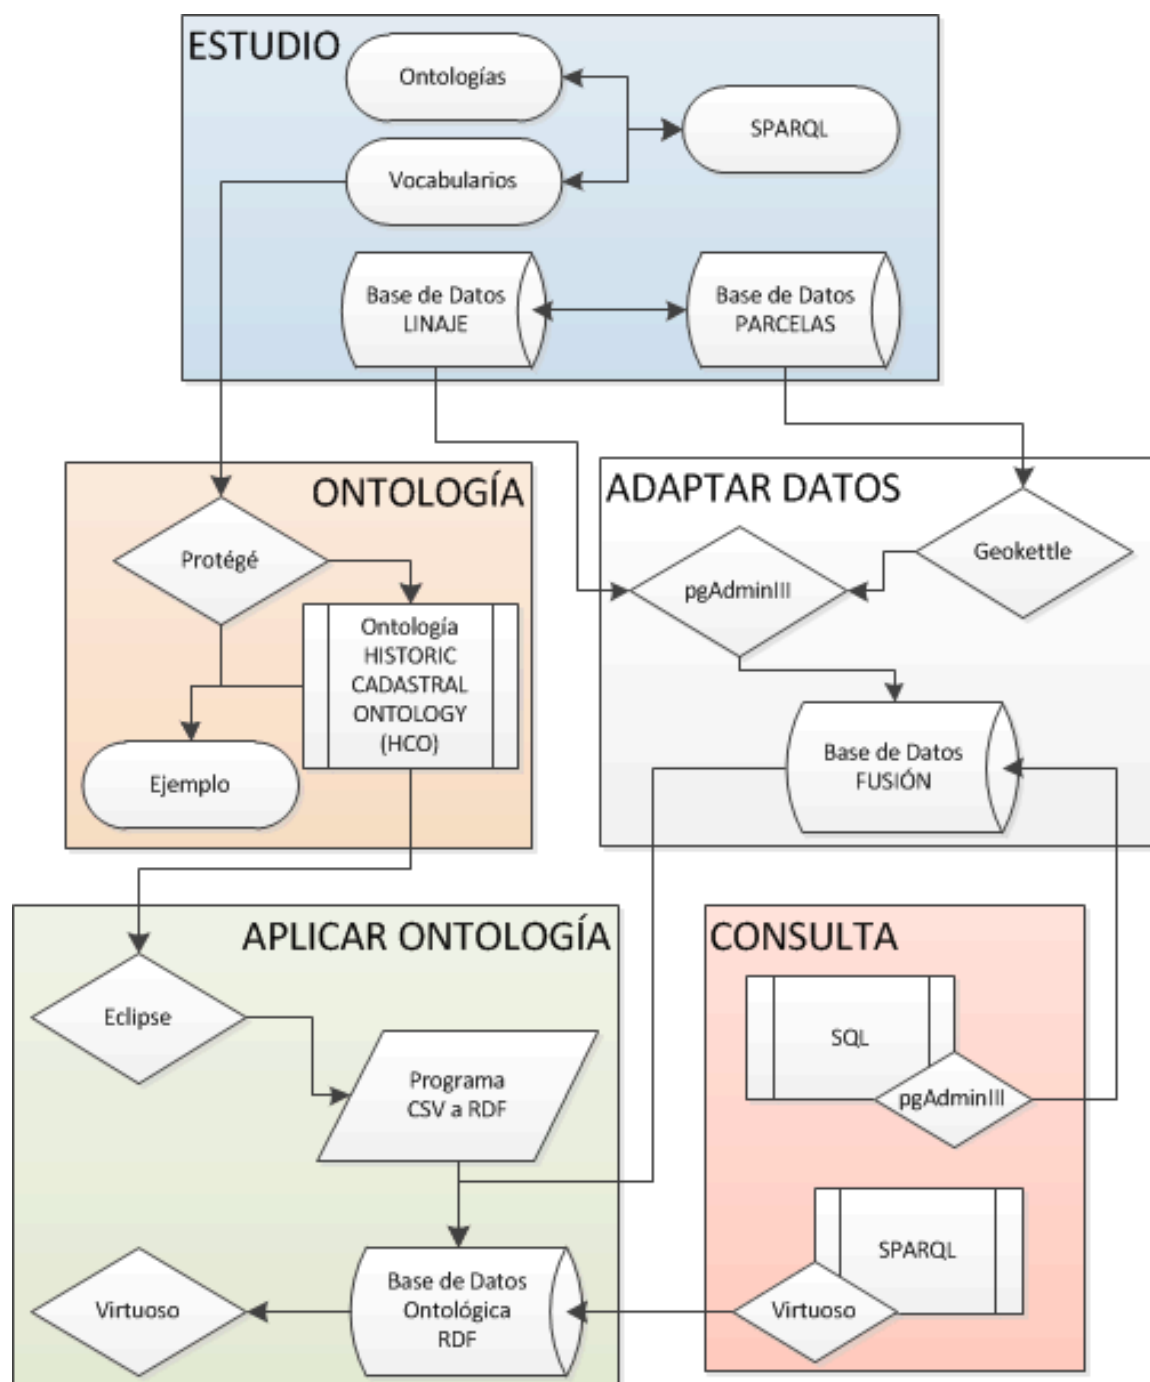 ESTUDIO
Ontologías
SPARQL
Vocabularios
Base de Datos
LINAJE
Base de Datos
PARCELAS
ONTOLOGÍA
Protégé
Ontología
HISTORIC
CADASTRAL
ONTOLOGY
(HCO)
Ejemplo
ADAPTAR DATOS
Geokettle
pgAdminIII
Base de Datos
FUSIÓN
APLICAR ONTOLOGÍA
Eclipse
Programa
CSV a RDF
Base de Datos
Ontológica
RDF
Virtuoso
CONSULTA
SQL
pgAdminIII
SPARQL
Virtuoso